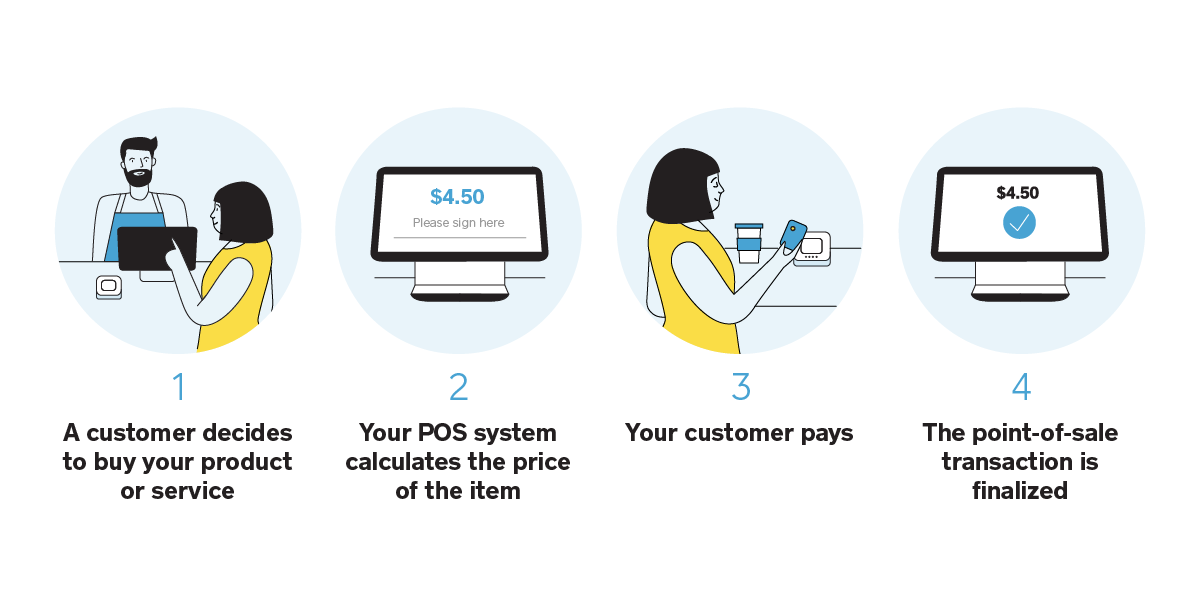 $4.50
Please sign here
$4.50
1
A customer decides
to buy your product
or service
2
Your POS system
calculates the price
of the item
3
Your customer pays
4
The point-of-sale
transaction is
finalized